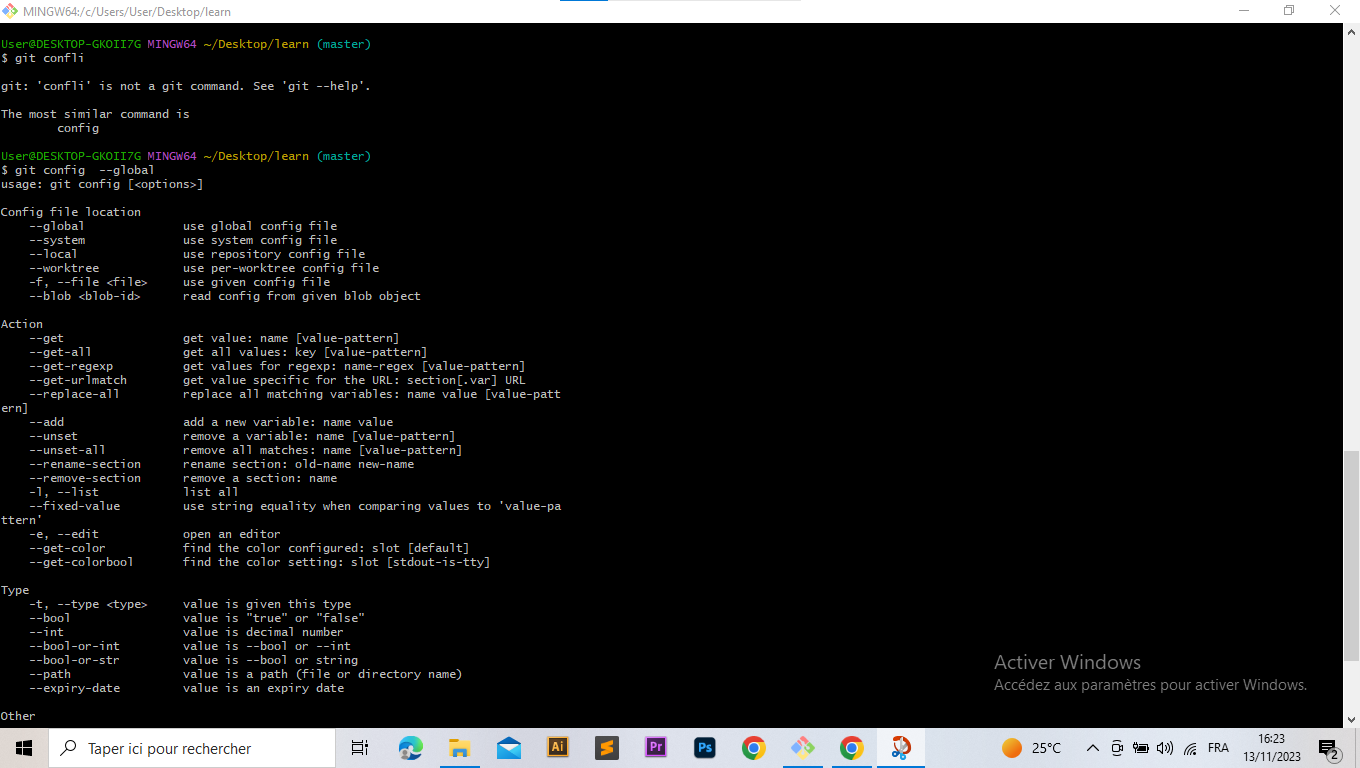 MINGW64:/c/Users/User/Desktop/learn
User@DESKTOP-GKOII7G MINGW64 ~/Desktop/learn (master)
$ git confli
git: 'confli' is not a git command. See 'git --help'.
The most similar command is
config
User@DESKTOP-GKOII7G MINGW64 ~/Desktop/learn (master)
$ git config  --global
usage: git config [<options>]
Config file location
--global use global config file
--system use system config file
--local use repository config file
--worktree use per-worktree config file
-f, --file <file> use given config file
--blob <blob-id> read config from given blob object
Action
--get get value: name [value-pattern]
--get-all get all values: key [value-pattern]
--get-regexp get values for regexp: name-regex [value-pattern]
--get-urlmatch get value specific for the URL: section[.var] URL
--replace-all replace all matching variables: name value [value-patt
ern]
--add add a new variable: name value
--unset remove a variable: name [value-pattern]
--unset-all remove all matches: name [value-pattern]
--rename-section rename section: old-name new-name
--remove-section remove a section: name
-l, --list list all
--fixed-value use string equality when comparing values to 'value-pa
ttern'
-e, --edit open an editor
--get-color find the color configured: slot [default]
--get-colorbool find the color setting: slot [stdout-is-tty]
Type
-t, --type <type> value is given this type
--bool value is "true" or "false"
--int value is decimal number
--bool-or-int value is --bool or --int
--bool-or-str value is --bool or string
--path value is a path (file or directory name)
--expiry-date value is an expiry date
Other
Activer Windows
Accédez aux paramètres pour activer Windows.
Taper ici pour rechercher
Ai
Pr
Ps
25°C
FRA
16:23
13/11/2023
2